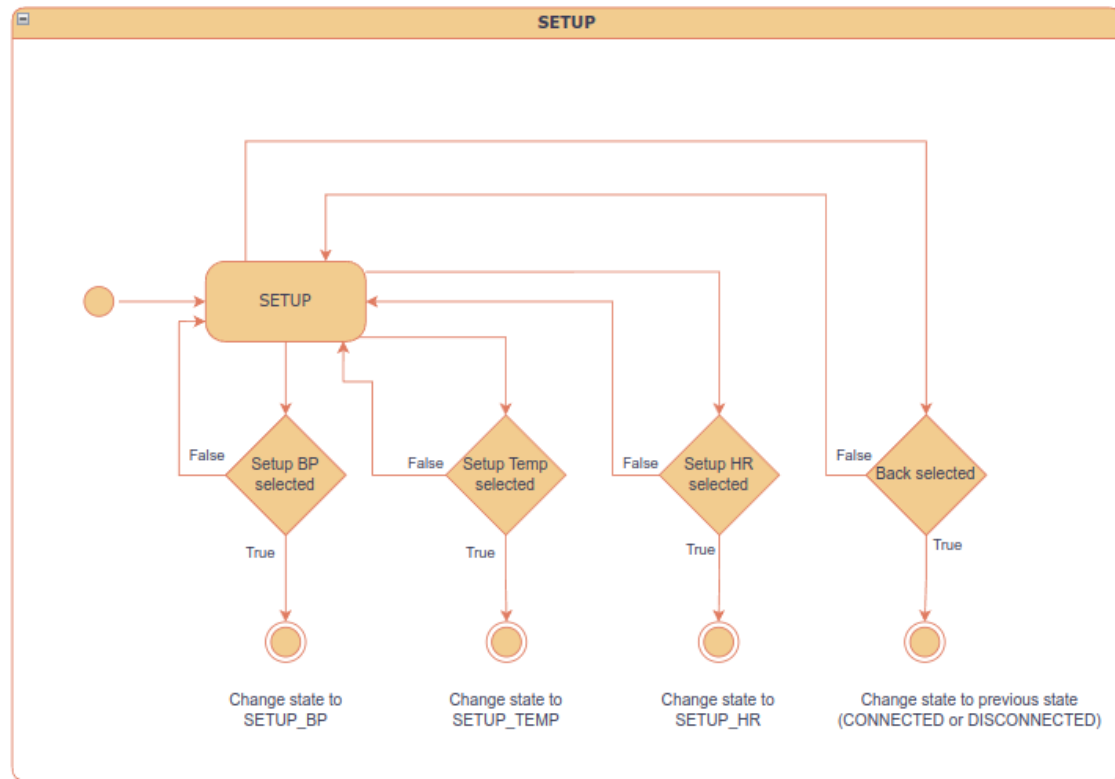 SETUP
SETUP
False
Setup BP
selected
False
Setup Temp
selected
False
Setup HR
selected
False
Back selected
True
True
True
True
Change state to
SETUP_BP
Change state to
SETUP_TEMP
Change state to
SETUP_HR
Change state to previous state
(CONNECTED or DISCONNECTED)